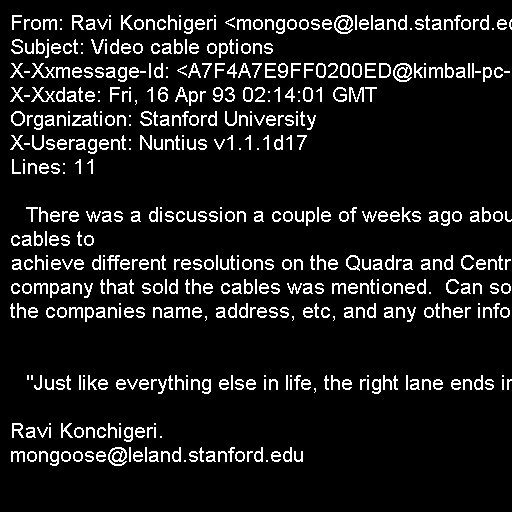 From: Ravi Konchigeri <mongoose@leland.stanford.ed
Subject: Video cable options
X-Xxmessage-Id: <A7F4A7E9FF0200ED@kimball-pc-
X-Xxdate: Fri, 16 Apr 93 02:14:01 GMT
Organization: Stanford University
X-Useragent: Nuntius v1.1.1d17
Lines: 11
There was a discussion a couple of weeks ago abou
cables to
achieve different resolutions on the Quadra and Centr
company that sold the cables was mentioned.  Can so
the companies name, address, etc, and any other info
"Just like everything else in life, the right lane ends in
Ravi Konchigeri.
mongoose@leland.stanford.edu